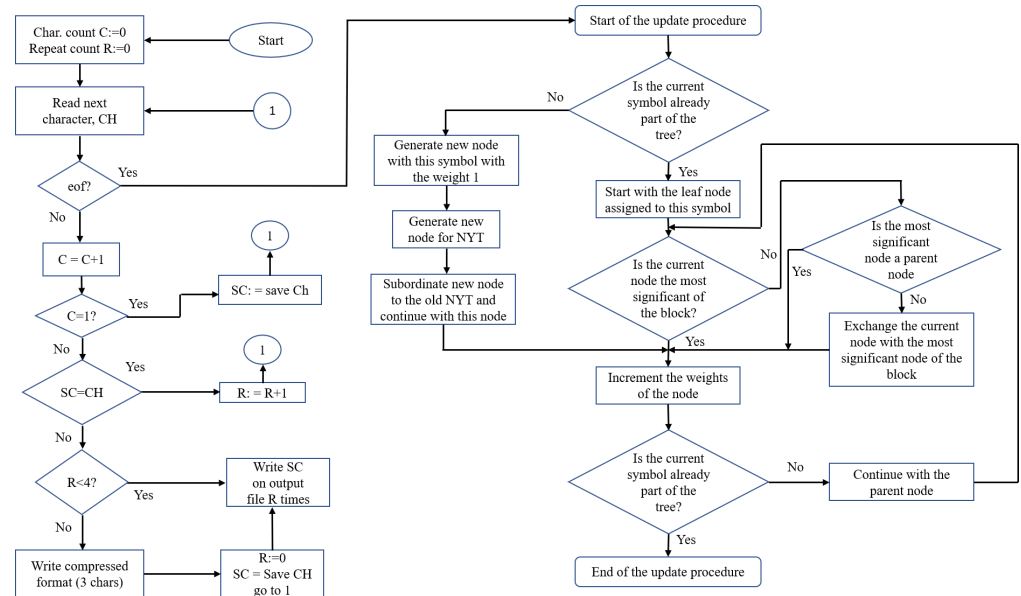 Char. count C:=0
Repeat count R:=0
Start
Read next
character, CH
1
eof?
Yes
No
C = C+1
1
SC: = save Ch
C=1?
Yes
No
1
SC=CH
Yes
R: = R+1
No
R<4?
Yes
Write SC
on output
file R times
No
Write compressed
format (3 chars)
R:=0
SC = Save CH
go to 1
Start of the update procedure
Is the current
symbol already
part of the
tree?
No
Yes
Generate new node
with this symbol with
the weight 1
Generate new
node for NYT
Subordinate new node
to the old NYT and
continue with this node
Start with the leaf node
assigned to this symbol
Is the current
node the most
significant of
the block?
No
Yes
Is the most
significant
node a parent
node
Yes
No
Exchange the current
node with the most
significant node of the
block
Increment the weights
of the node
Is the current
symbol already
part of the
tree?
No
Continue with the
parent node
Yes
End of the update procedure